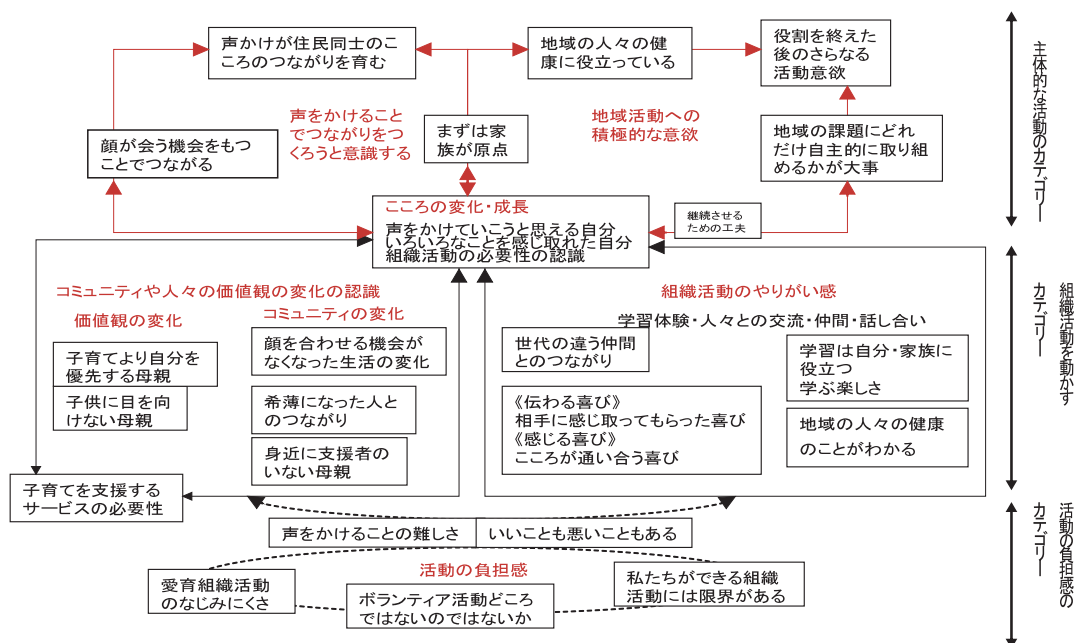 声かけが住民同士のこ
ころのつながりを育む
地域の人々の健
康に役立っている
役割を終えた
後のさらなる
活動意欲
主体的な活動のカテゴリー
声をかけること
でつながりをつ
くろうと意識する
まずは家
族が原点
地域活動への
積極的な意欲
顔が会う機会をもつ
ことでつながる
地域の課題にどれ
だけ自主的に取り組
めるかが大事
こころの変化・成長
声をかけていこうと思える自分
いろいろなことを感じ取れた自分
組織活動の必要性の認識
継続させる
ための工夫
組織活動を動かす
カテゴリー
コミュニティや人々の価値観の変化の認識
価値観の変化
コミュニティの変化
組織活動のやりがい感
学習体験・人々との交流・仲間・話し合い
子育てより自分を
優先する母親
子供に目を向
けない母親
顔を合わせる機会が
なくなった生活の変化
希薄になった人と
のつながり
身近に支援者の
いない母親
世代の違う仲間
とのつながり
《伝わる喜び》
相手に感じ取ってもらった喜び
《感じる喜び》
こころが通い合う喜び
学習は自分・家族に
役立つ
学ぶ楽しさ
地域の人々の健康
のことがわかる
子育てを支援する
サービスの必要性
活動の負担感の
カテゴリー
声をかけることの難しさ
いいことも悪いこともある
活動の負担感
愛育組織活動
のなじみにくさ
ボランティア活動どころ
ではないのではないか
私たちができる組織
活動には限界がある